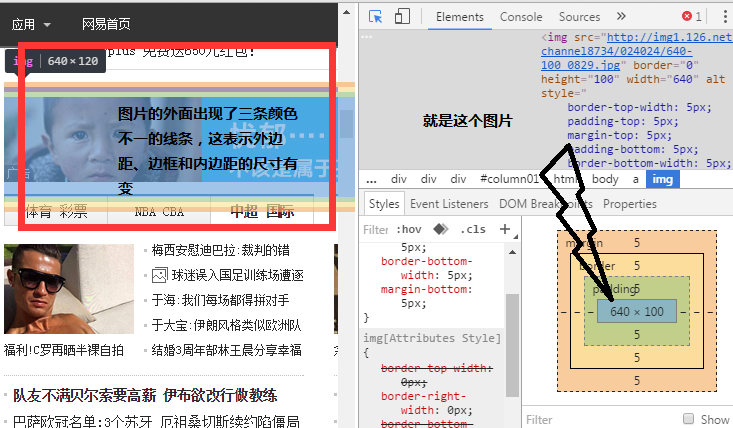 应用
网易首页
plus 免费送650元红包!
img 640×120
图片的外面出现了三条颜色
不一的线条，这表示外边
距、边框和内边距的尺寸有
变
广告
体育 彩票
NBA CBA
中超 国际
梅西安慰迪巴拉:裁判的错
球迷误入国足训练场遭逐
于海:我们每场都得拼对手
于大宝:伊朗风格类似欧洲队
福利!C罗再晒半裸自拍
结婚3周年郜林王晨分享幸福
队友不满贝尔索要高薪 伊布欲改行做教练
巴萨欧冠名单:3个苏牙 厄祖桑切斯续约陷僵局
Elements
Console
Sources
1
<img src="http://img1.126.net
channel8734/024024/640-
100_0829.jpg" border="0"
height="100" width="640" alt
style="
border-top-width: 5px;
padding-top: 5px;
margin-top: 5px;
padding-bottom: 5px;
border-bottom-width: 5px;
就是这个图片
... div div div #column01 html body a img
Styles
Event Listeners
DOM Breakpoints
Properties
Filter :hov .cls +
5px;
border-bottom-
width: 5px;
margin-bottom:
5px;
}
img[Attributes Style]
{
border-top-width:
0px;
border-right-
width: 0px;
border-bottom-
margin 5
border 5
padding 5
640 × 100
5
5
5
Filter
Show